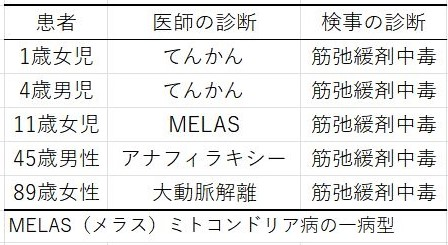 患者 医師の診断 検事の診断
1歳女児 てんかん 筋弛緩剤中毒
4歳男児 てんかん 筋弛緩剤中毒
11歳女児 MELAS 筋弛緩剤中毒
45歳男性 アナフィラキシー 筋弛緩剤中毒
89歳女性 大動脈解離 筋弛緩剤中毒
MELAS（メラス）ミトコンドリア病の一病型